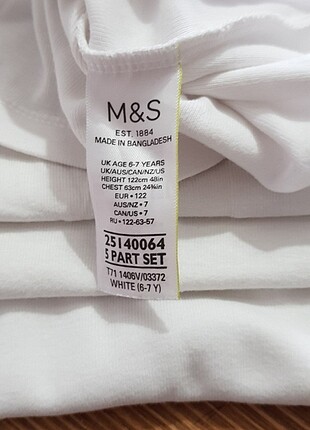 M&S
EST. 1884
MADE IN BANGLADESH
UK AGE 6-7 YEARS
UK/AUS/CAN/NZ/US
HEIGHT 122cm 48in
CHEST 63cm 24¾in
EUR • 122
AUS/NZ • 7
CAN/US • 7
RU • 122-63-57
25140064
5 PART SET
T71 1406V/03372
WHITE (6-7 Y)